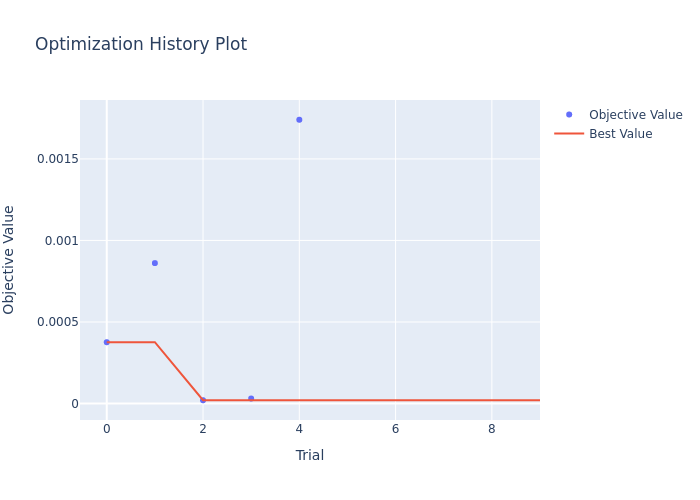 Optimization History Plot
Objective Value
Best Value
0.0015
0.001
0.0005
0
Objective Value
0 2 4 6 8
Trial